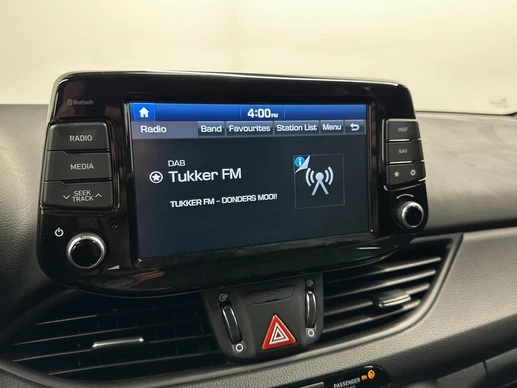 Bluetooth
4:00PM
Radio Band Favourites Station List Menu
RADIO
MEDIA
SEEK
TRACK
MAP
NAV
DAB
Tukker FM
TUKKER FM - DONDERS MOOI!
PASSENGER